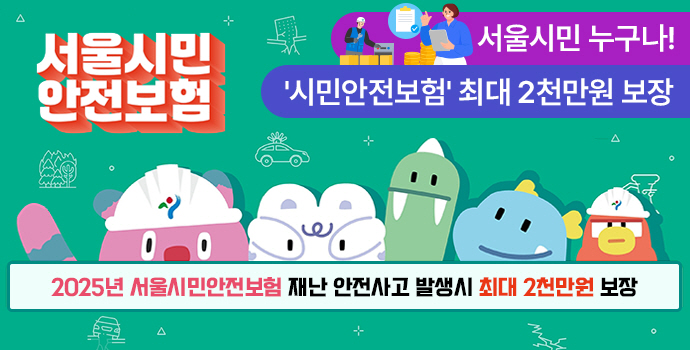 서울시민
안전보험
서울시민 누구나!
'시민안전보험' 최대 2천만원 보장
2025년 서울시민안전보험 재난 안전사고 발생시 최대 2천만원 보장